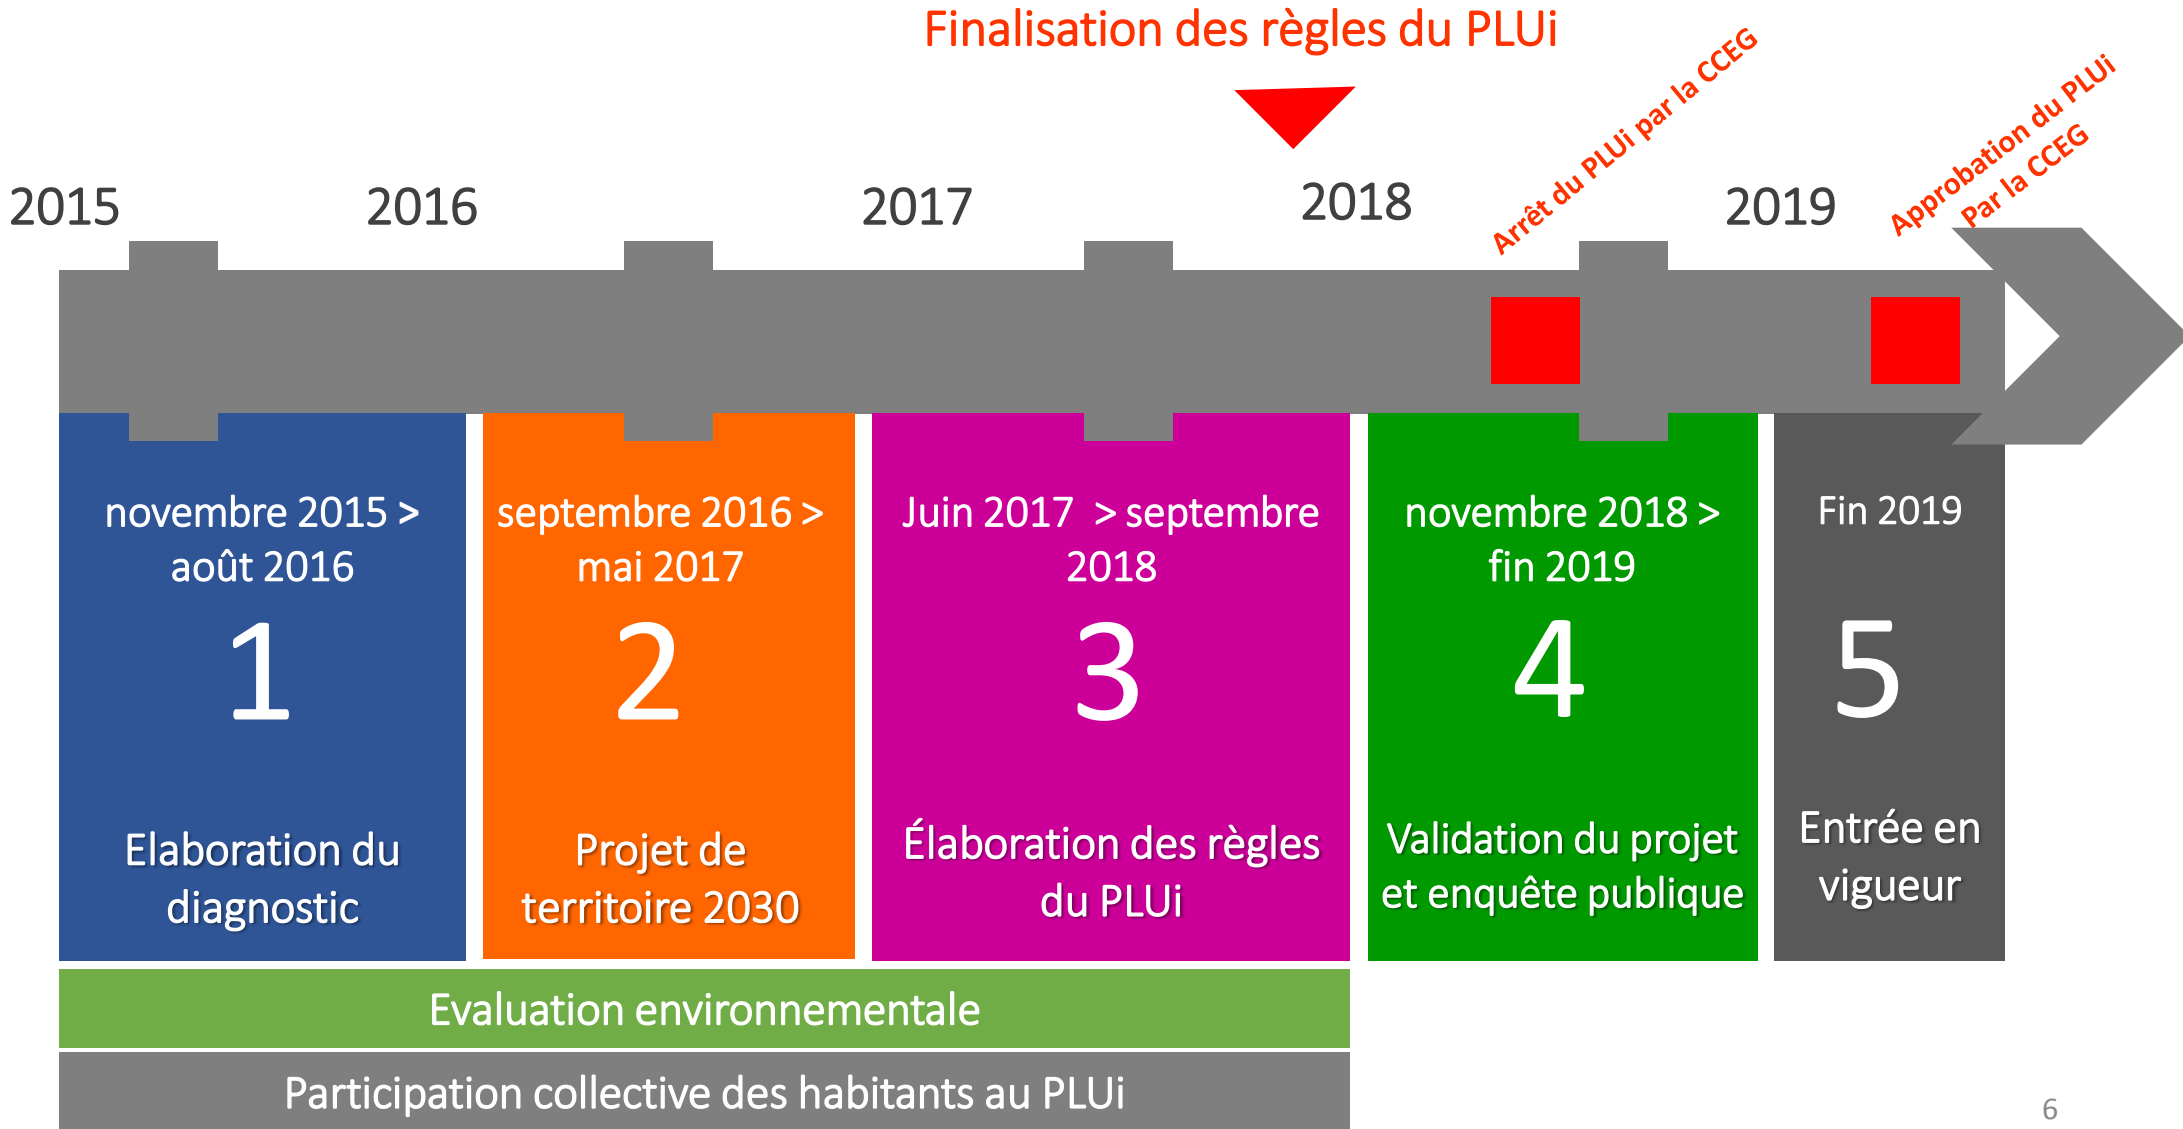 Finalisation des règles du PLUi
Arrêt du PLUi par la CCEG
Approbation du PLUi
Par la CCEG
2015
2016
2017
2018
2019
novembre 2015 >
août 2016
1
Elaboration du
diagnostic
septembre 2016 >
mai 2017
2
Projet de
territoire 2030
Juin 2017 > septembre
2018
3
Élaboration des règles
du PLUi
novembre 2018 >
fin 2019
4
Validation du projet
et enquête publique
Fin 2019
5
Entrée en
vigueur
Evaluation environnementale
Participation collective des habitants au PLUi
6